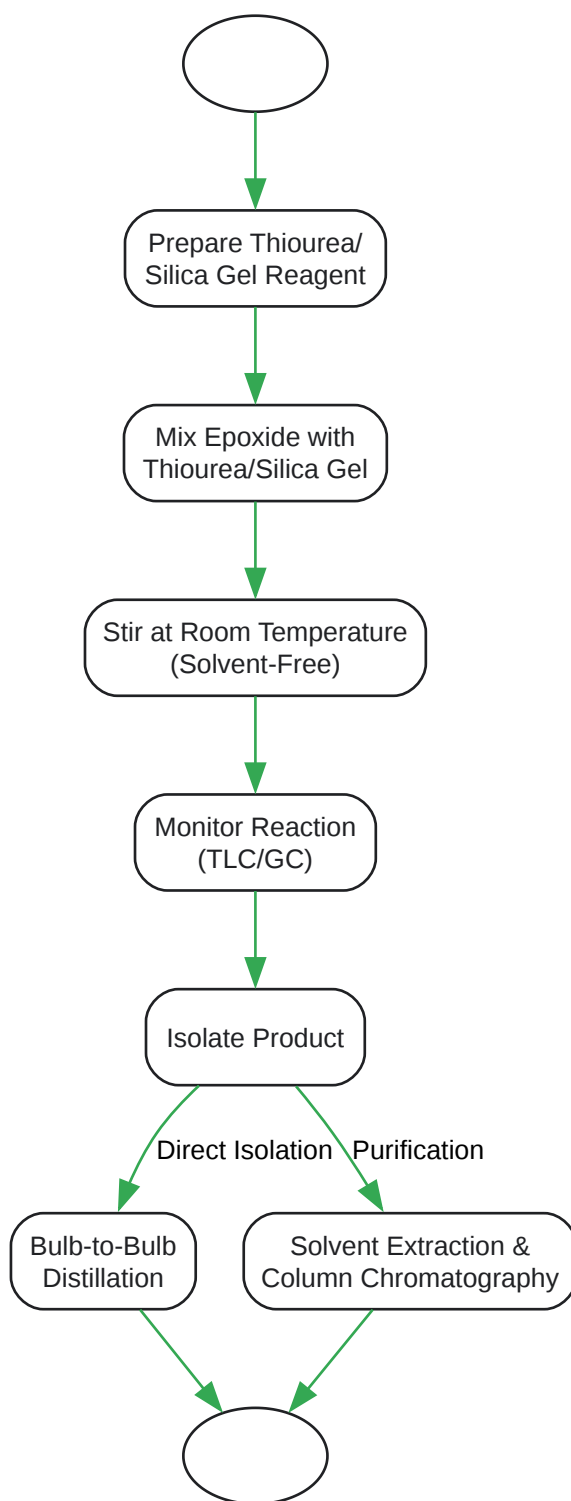 Prepare Thiourea/
Silica Gel Reagent
Mix Epoxide with
Thiourea/Silica Gel
Stir at Room Temperature
(Solvent-Free)
Monitor Reaction
(TLC/GC)
Isolate Product
Direct Isolation
Purification
Bulb-to-Bulb
Distillation
Solvent Extraction &
Column Chromatography